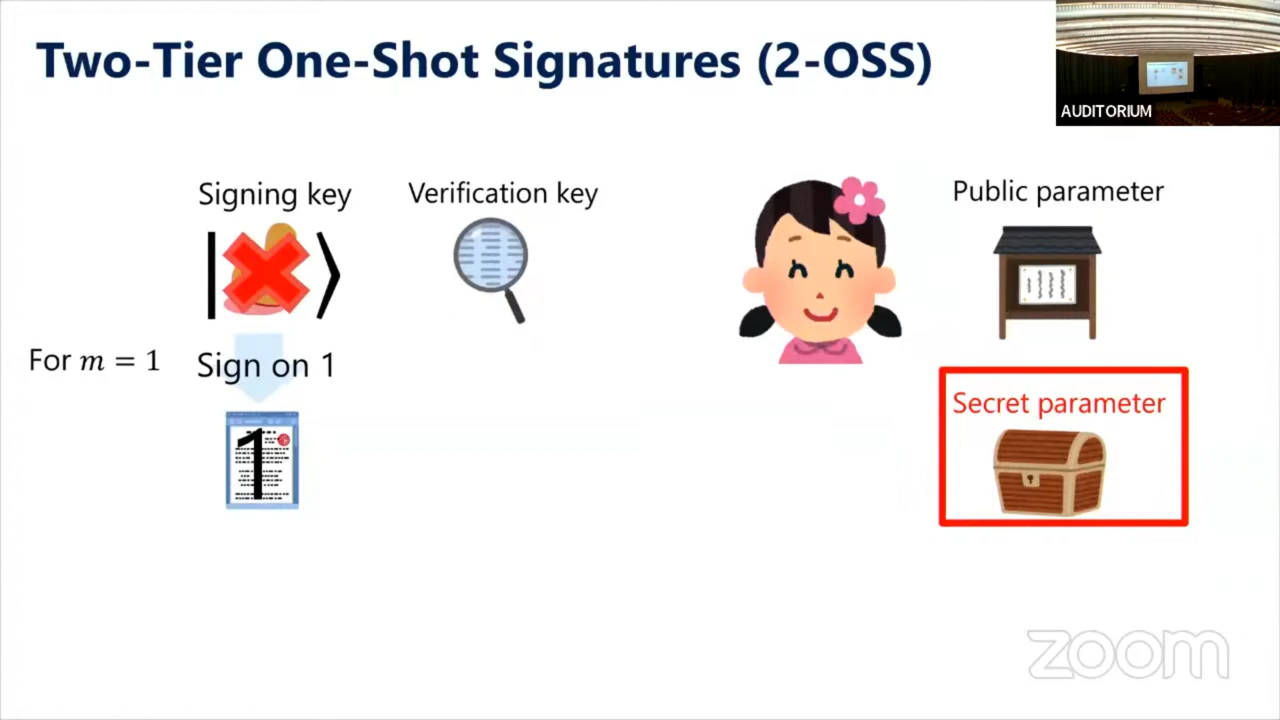 Two-Tier One-Shot Signatures (2-OSS)
AUDITORIUM
Signing key
Verification key
Public parameter
For m = 1
Sign on 1
Secret parameter
1
zoom